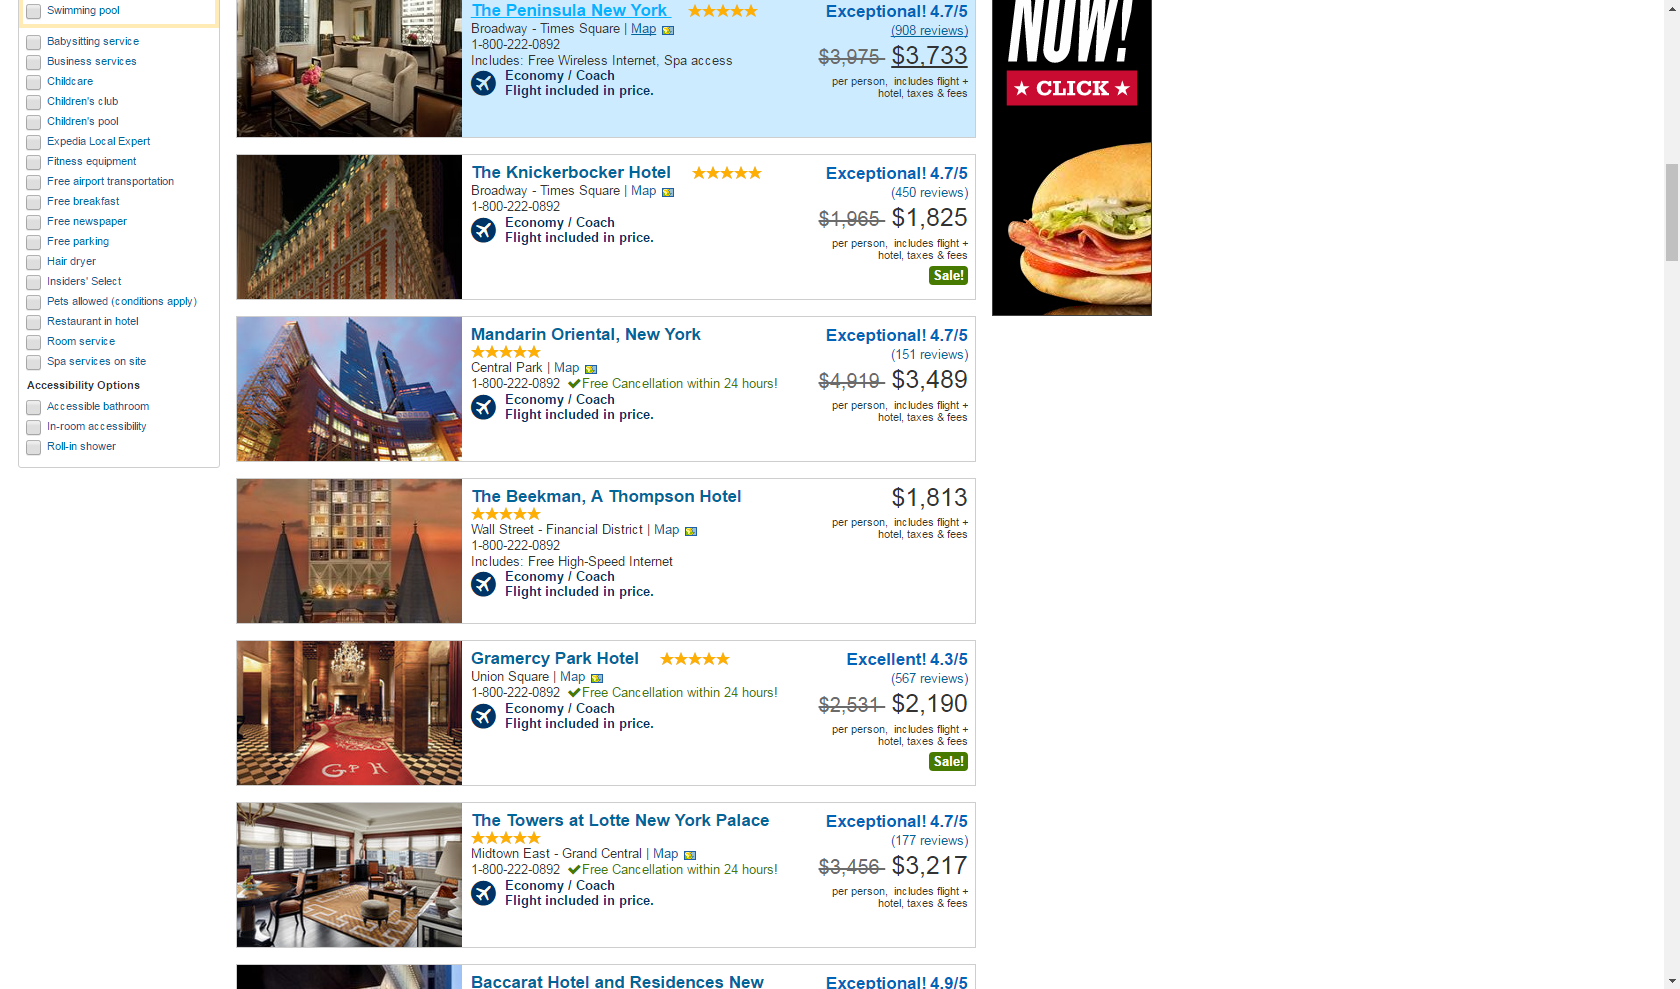 Swimming pool
Babysitting service
Business services
Childcare
Children's club
Children's pool
Expedia Local Expert
Fitness equipment
Free airport transportation
Free breakfast
Free newspaper
Free parking
Hair dryer
Insiders' Select
Pets allowed (conditions apply)
Restaurant in hotel
Room service
Spa services on site
Accessibility Options
Accessible bathroom
In-room accessibility
Roll-in shower
The Peninsula New York
Broadway - Times Square | Map
1-800-222-0892
Includes: Free Wireless Internet, Spa access
Economy / Coach
Flight included in price.
Exceptional! 4.7/5
(908 reviews)
$3,975 $3,733
per person, includes flight +
hotel, taxes & fees
The Knickerbocker Hotel
Broadway - Times Square | Map
1-800-222-0892
Economy / Coach
Flight included in price.
Exceptional! 4.7/5
(450 reviews)
$1,965 $1,825
per person, includes flight +
hotel, taxes & fees
Sale!
Mandarin Oriental, New York
Central Park | Map
1-800-222-0892 Free Cancellation within 24 hours!
Economy / Coach
Flight included in price.
Exceptional! 4.7/5
(151 reviews)
$4,919 $3,489
per person, includes flight +
hotel, taxes & fees
The Beekman, A Thompson Hotel
Wall Street - Financial District | Map
1-800-222-0892
Includes: Free High-Speed Internet
Economy / Coach
Flight included in price.
$1,813
per person, includes flight +
hotel, taxes & fees
GPH
Gramercy Park Hotel
Union Square | Map
1-800-222-0892 Free Cancellation within 24 hours!
Economy / Coach
Flight included in price.
Excellent! 4.3/5
(567 reviews)
$2,531 $2,190
per person, includes flight +
hotel, taxes & fees
Sale!
The Towers at Lotte New York Palace
Midtown East - Grand Central | Map
1-800-222-0892 Free Cancellation within 24 hours!
Economy / Coach
Flight included in price.
Exceptional! 4.7/5
(177 reviews)
$3,456 $3,217
per person, includes flight +
hotel, taxes & fees
Baccarat Hotel and Residences New
Exceptional! 4.9/5
NOW!
CLICK